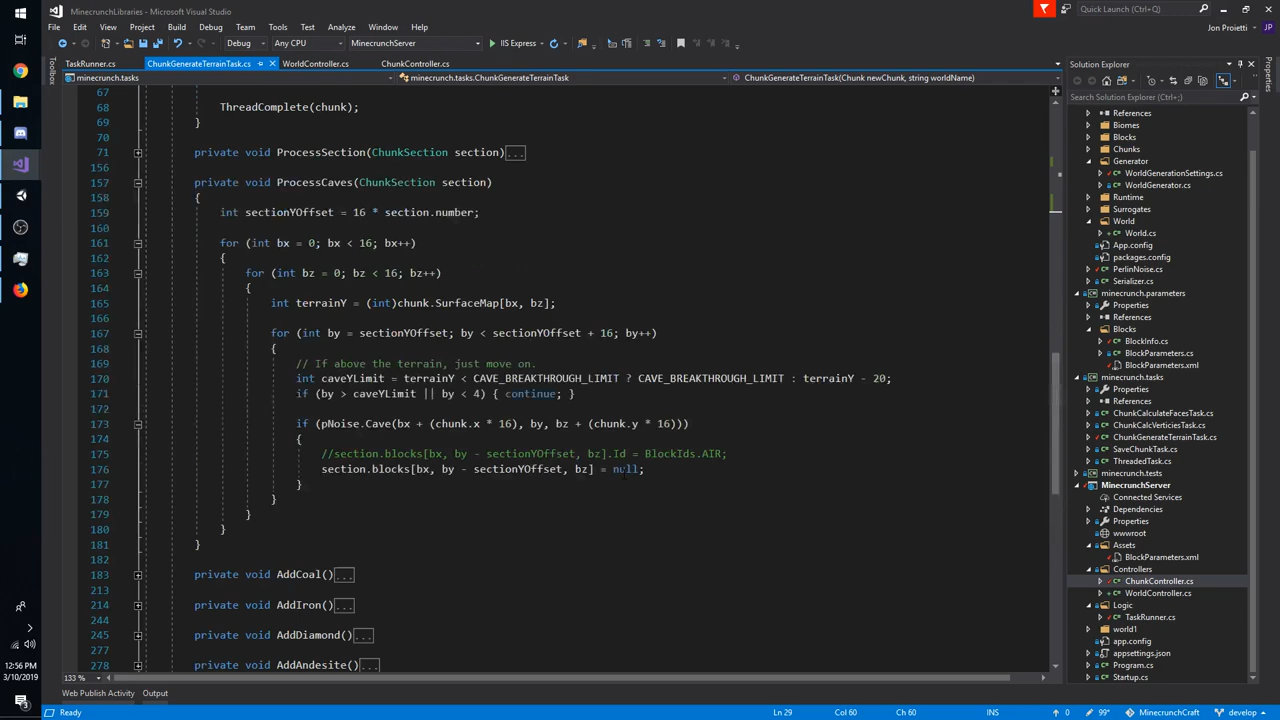 MinecrunchLibraries - Microsoft Visual Studio
Quick Launch (Ctrl+Q)
File Edit View Project Build Debug Team Tools Test Analyze Window Help
Jon Proietti JP
Debug Any CPU MinecrunchServer IIS Express
TaskRunner.cs ChunkGenerateTerrainTask.cs WorldController.cs ChunkController.cs
minecrunch.tasks minecrunch.tasks.ChunkGenerateTerrainTask ChunkGenerateTerrainTask(Chunk newChunk, string worldName)
Toolbox
67
68 ThreadComplete(chunk);
69 }
70
71 private void ProcessSection(ChunkSection section)...
156
157 private void ProcessCaves(ChunkSection section)
158 {
159 int sectionYOffset = 16 * section.number;
160
161 for (int bx = 0; bx < 16; bx++)
162 {
163 for (int bz = 0; bz < 16; bz++)
164 {
165 int terrainY = (int)chunk.SurfaceMap[bx, bz];
166
167 for (int by = sectionYOffset; by < sectionYOffset + 16; by++)
168 {
169 // If above the terrain, just move on.
170 int caveYLimit = terrainY < CAVE_BREAKTHROUGH_LIMIT ? CAVE_BREAKTHROUGH_LIMIT : terrainY - 20;
171 if (by > caveYLimit || by < 4) { continue; }
172
173 if (pNoise.Cave(bx + (chunk.x * 16), by, bz + (chunk.y * 16)))
174 {
175 //section.blocks[bx, by - sectionYOffset, bz].Id = BlockIds.AIR;
176 section.blocks[bx, by - sectionYOffset, bz] = null;
177 }
178 }
179 }
180 }
181 }
182
183 private void AddCoal()...
213
214 private void AddIron()...
244
245 private void AddDiamond()...
277
278 private void AddAndesite()...
133 %
Web Publish Activity Output
Ready Ln 29 Col 60 Ch 60 INS 0 99* MinecrunchCraft develop
Solution Explorer
Search Solution Explorer (Ctrl+;)
References
Biomes
Blocks
Chunks
Generator
WorldGenerationSettings.cs
WorldGenerator.cs
Runtime
Surrogates
World
World.cs
App.config
packages.config
PerlinNoise.cs
Serializer.cs
minecrunch.parameters
Properties
References
Blocks
BlockInfo.cs
BlockParameters.cs
BlockParameters.xml
minecrunch.tasks
Properties
References
ChunkCalculateFacesTask.cs
ChunkCalcVerticiesTask.cs
ChunkGenerateTerrainTask.cs
SaveChunkTask.cs
ThreadedTask.cs
minecrunch.tests
MinecrunchServer
Connected Services
Dependencies
Properties
wwwroot
Assets
BlockParameters.xml
Controllers
ChunkController.cs
WorldController.cs
Logic
TaskRunner.cs
world1
app.config
appsettings.json
Program.cs
Startup.cs
Properties
12:56 PM
3/10/2019
3